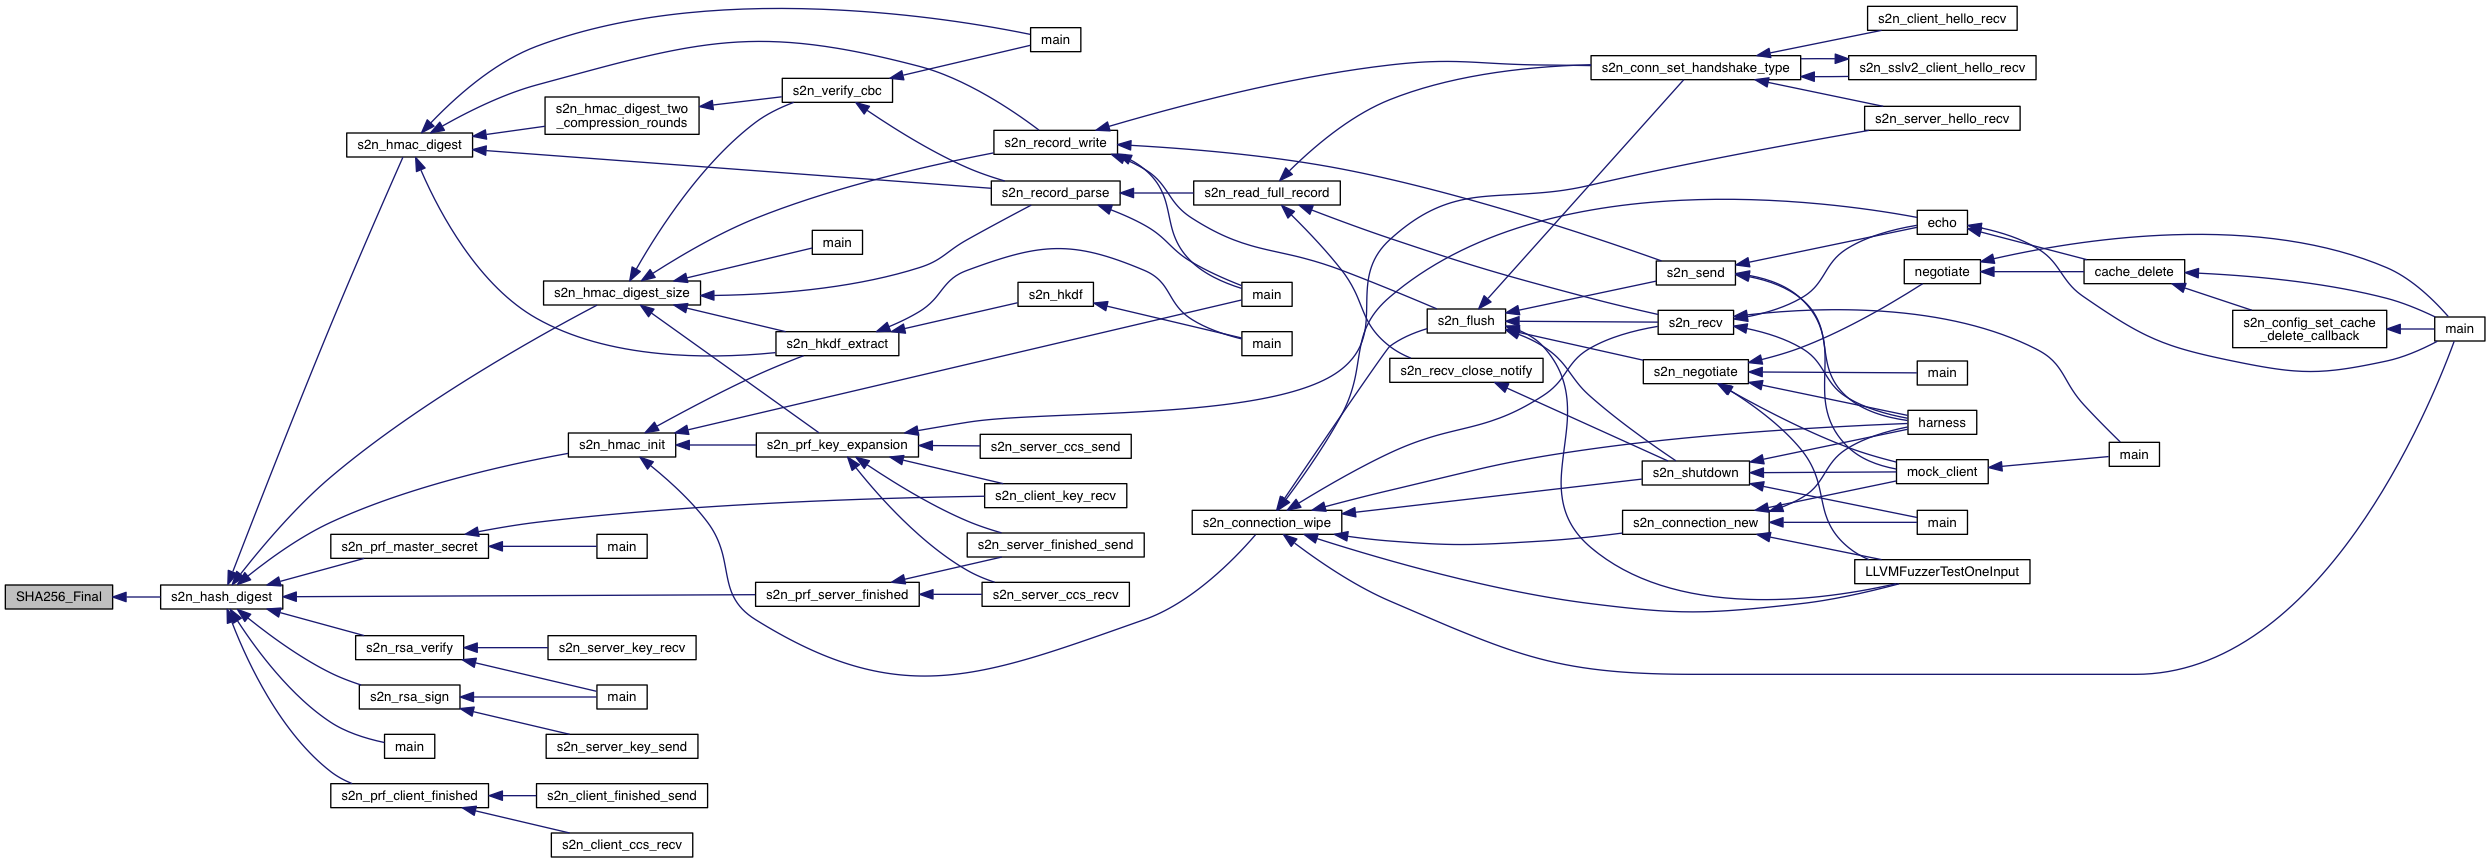 SHA256_Final
s2n_hash_digest
s2n_hmac_digest
s2n_hmac_digest_two
_compression_rounds
s2n_verify_cbc
main
s2n_record_write
s2n_record_parse
s2n_hmac_digest_size
main
s2n_hkdf_extract
s2n_hkdf
main
main
s2n_hmac_init
s2n_prf_key_expansion
s2n_server_ccs_send
s2n_client_key_recv
s2n_server_finished_send
s2n_server_ccs_recv
s2n_prf_master_secret
main
s2n_prf_server_finished
s2n_rsa_verify
s2n_server_key_recv
s2n_rsa_sign
main
s2n_server_key_send
main
s2n_prf_client_finished
s2n_client_finished_send
s2n_client_ccs_recv
s2n_read_full_record
s2n_flush
s2n_recv_close_notify
s2n_connection_wipe
s2n_conn_set_handshake_type
s2n_client_hello_recv
s2n_sslv2_client_hello_recv
s2n_server_hello_recv
s2n_send
s2n_recv
s2n_negotiate
s2n_shutdown
s2n_connection_new
echo
negotiate
main
harness
mock_client
main
LLVMFuzzerTestOneInput
cache_delete
s2n_config_set_cache
_delete_callback
main
main